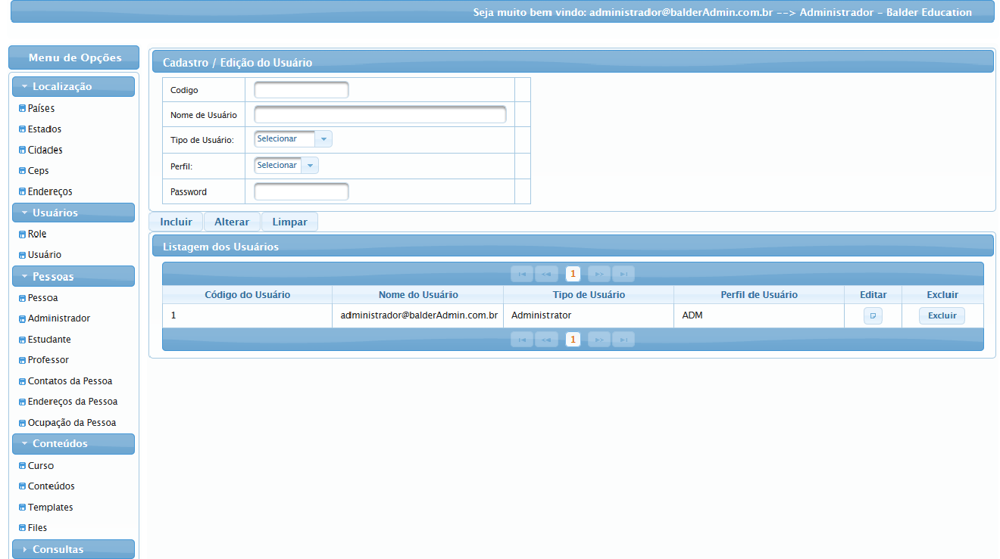 Seja muito bem vindo: administrador@balderAdmin.com.br --> Administrador - Balder Education
Menu de Opções
Localização
Países
Estados
Cidades
Ceps
Endereços
Usuários
Role
Usuário
Pessoas
Pessoa
Administrador
Estudante
Professor
Contatos da Pessoa
Endereços da Pessoa
Ocupação da Pessoa
Conteúdos
Curso
Conteúdos
Templates
Files
Consultas
Cadastro / Edição do Usuário
Codigo
Nome de Usuário
Tipo de Usuário: Selecionar
Perfil: Selecionar
Password
Incluir Alterar Limpar
Listagem dos Usuários
1
Código do Usuário Nome do Usuário Tipo de Usuário Perfil de Usuário Editar Excluir
1 administrador@balderAdmin.com.br Administrator ADM Excluir
1